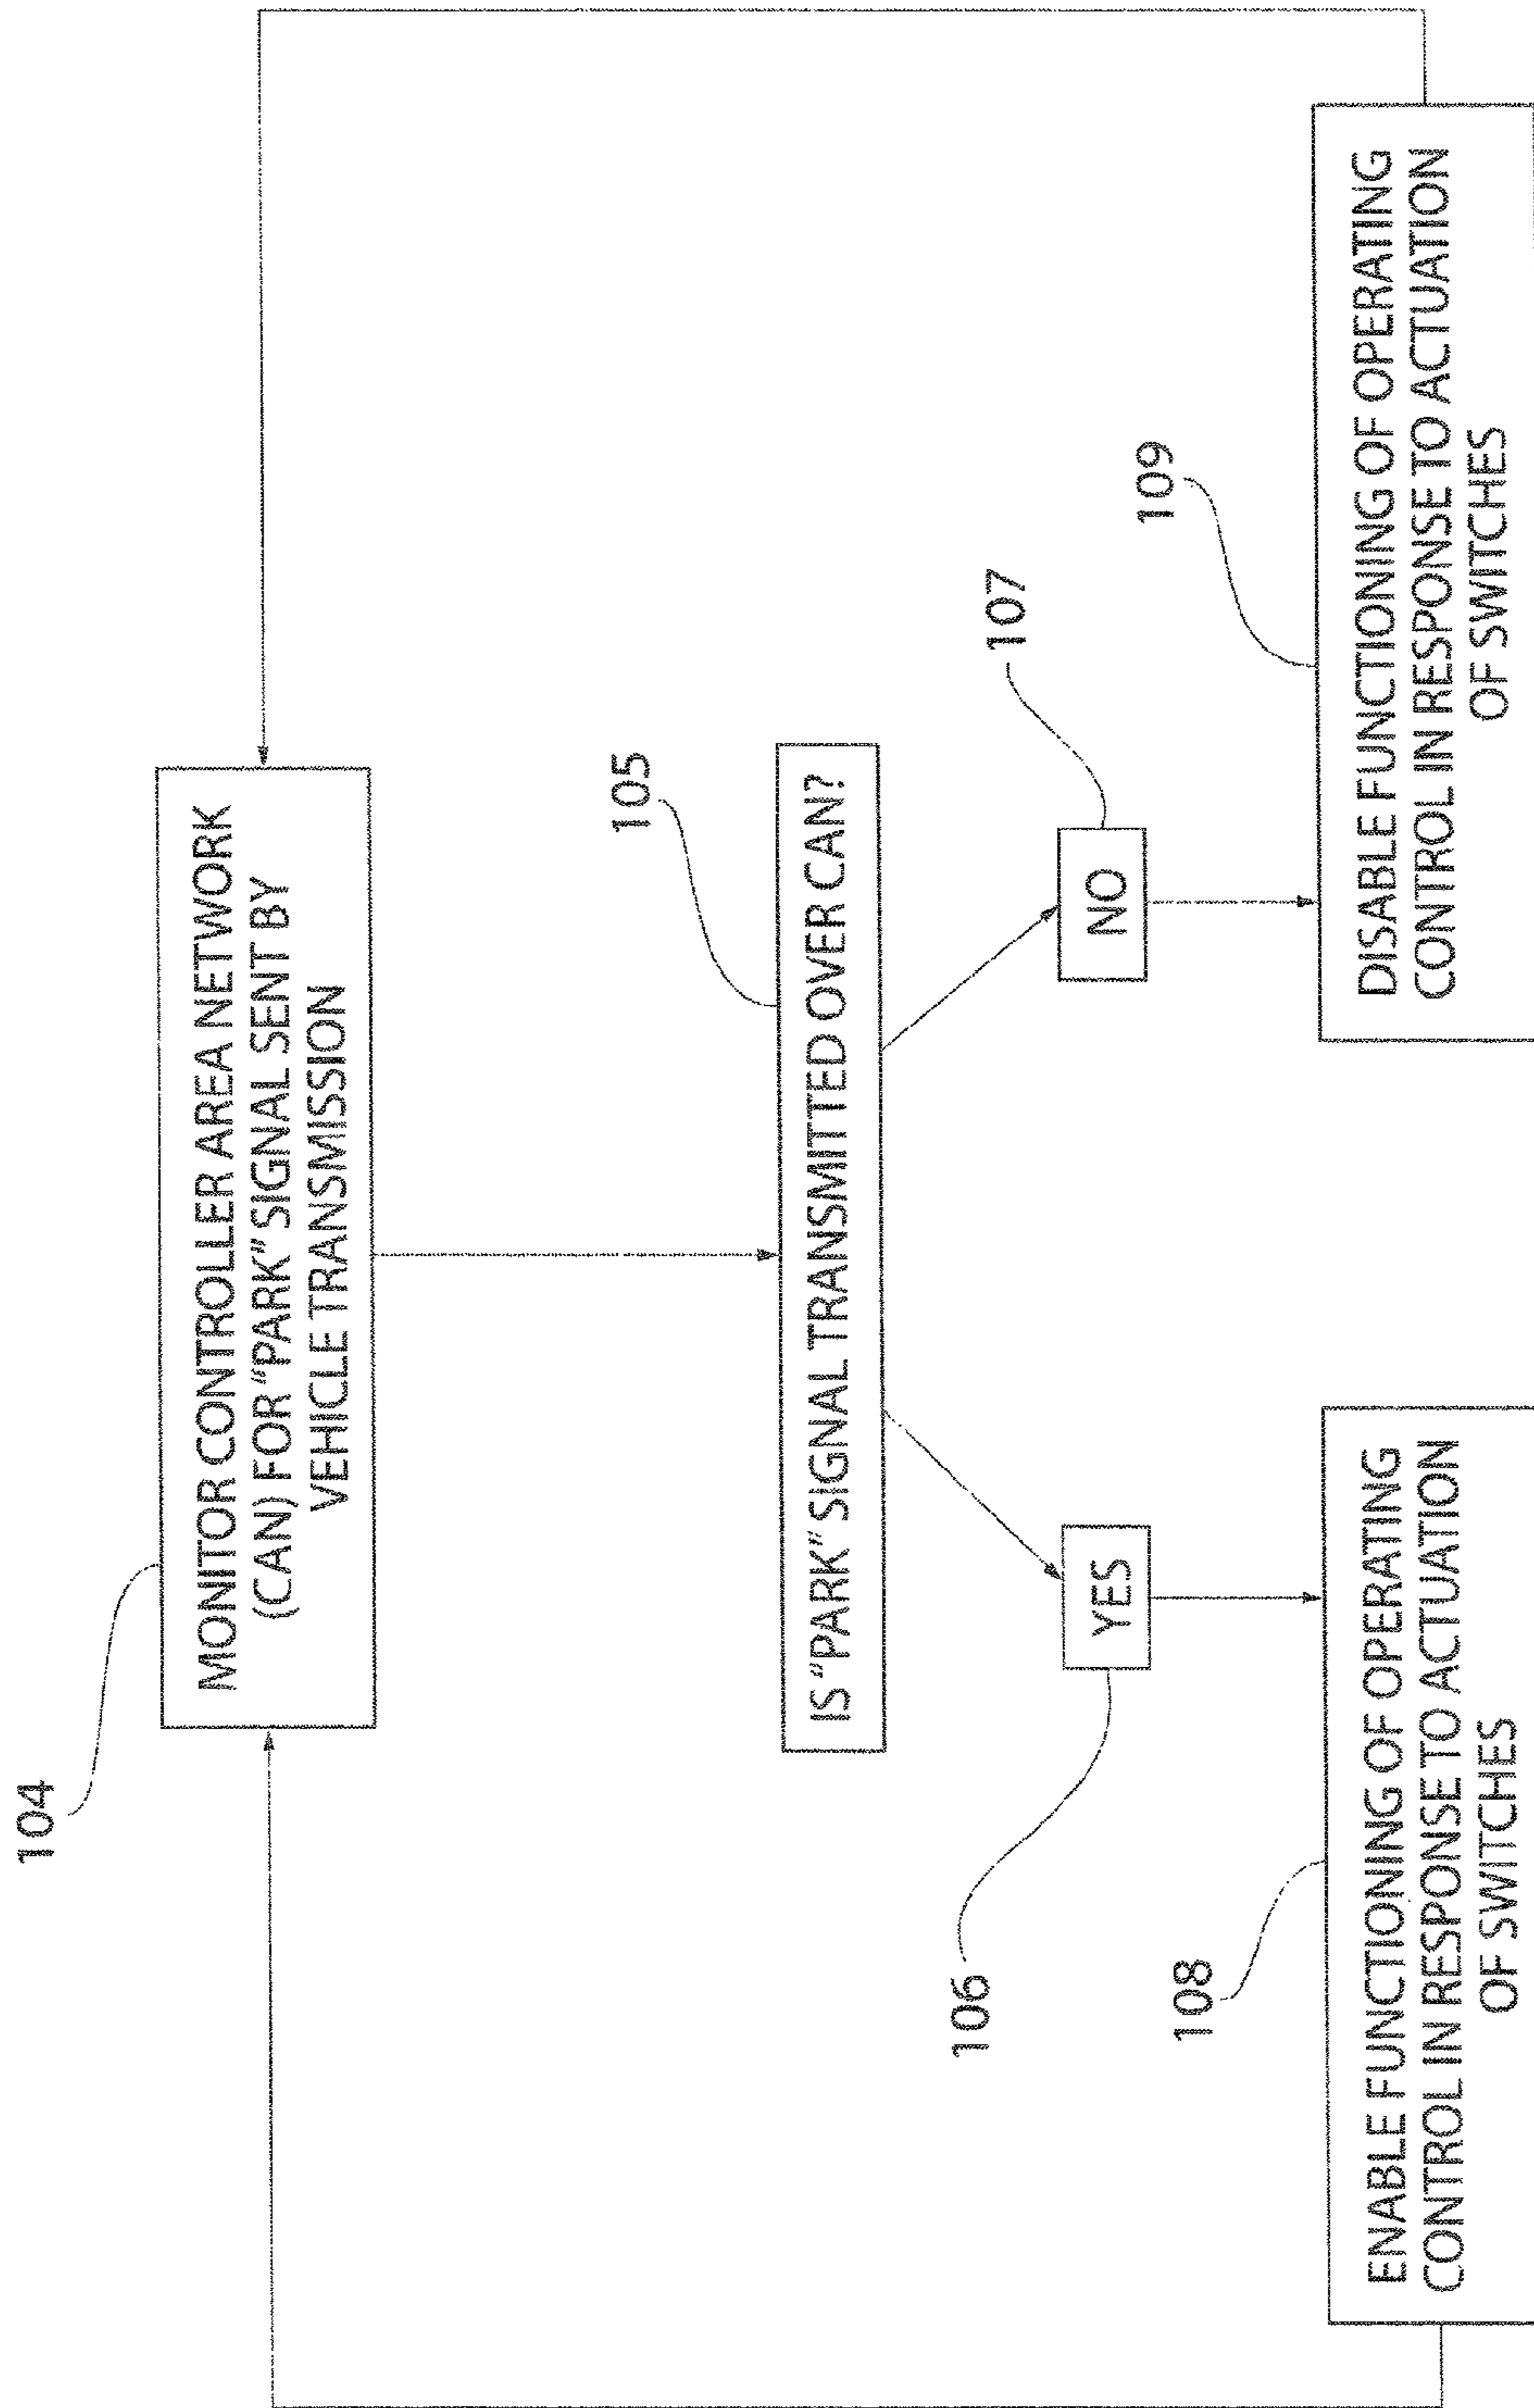 104
MONITOR CONTROLLER AREA NETWORK
(CAN) FOR "PARK" SIGNAL SENT BY
VEHICLE TRANSMISSION
105
IS "PARK" SIGNAL TRANSMITTED OVER CAN?
106
YES
107
NO
108
ENABLE FUNCTIONING OF OPERATING
CONTROL IN RESPONSE TO ACTUATION
OF SWITCHES
109
DISABLE FUNCTIONING OF OPERATING
CONTROL IN RESPONSE TO ACTUATION
OF SWITCHES